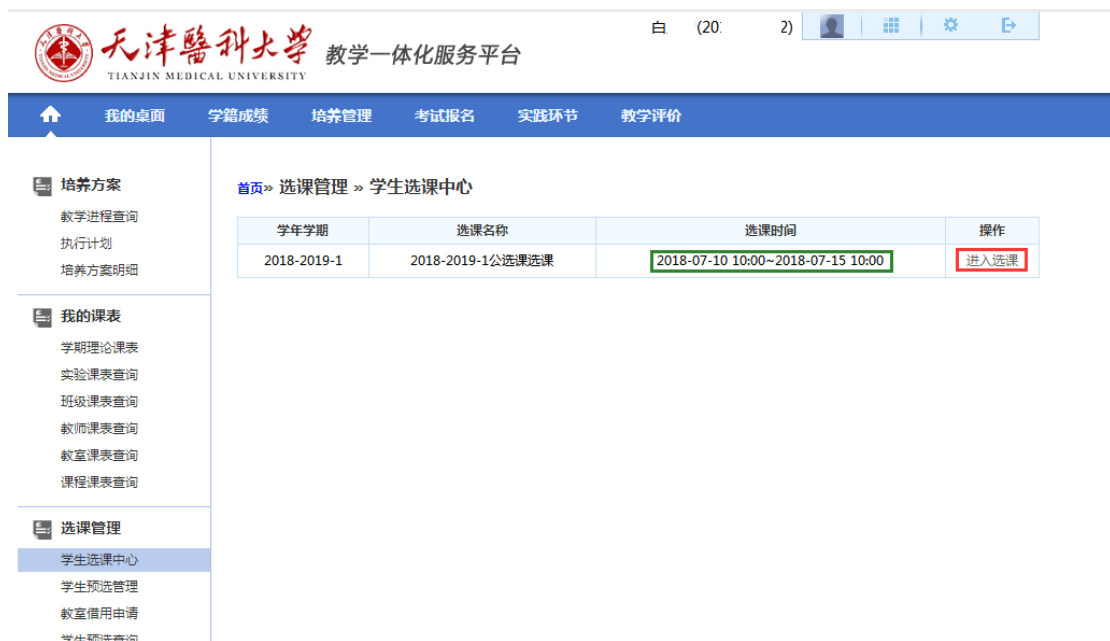 天津醫科大学 教学一体化服务平台
TIANJIN MEDICAL UNIVERSITY
白 (20 2)
我的桌面 学籍成绩 培养管理 考试报名 实践环节 教学评价
培养方案
教学进程查询
执行计划
培养方案明细
我的课表
学期理论课表
实验课表查询
班级课表查询
教师课表查询
教室课表查询
课程课表查询
选课管理
学生选课中心
学生预选管理
教室借用申请
学生预选查询
首页» 选课管理 » 学生选课中心
学年学期 选课名称 选课时间 操作
2018-2019-1 2018-2019-1公选课选课 2018-07-10 10:00~2018-07-15 10:00 进入选课